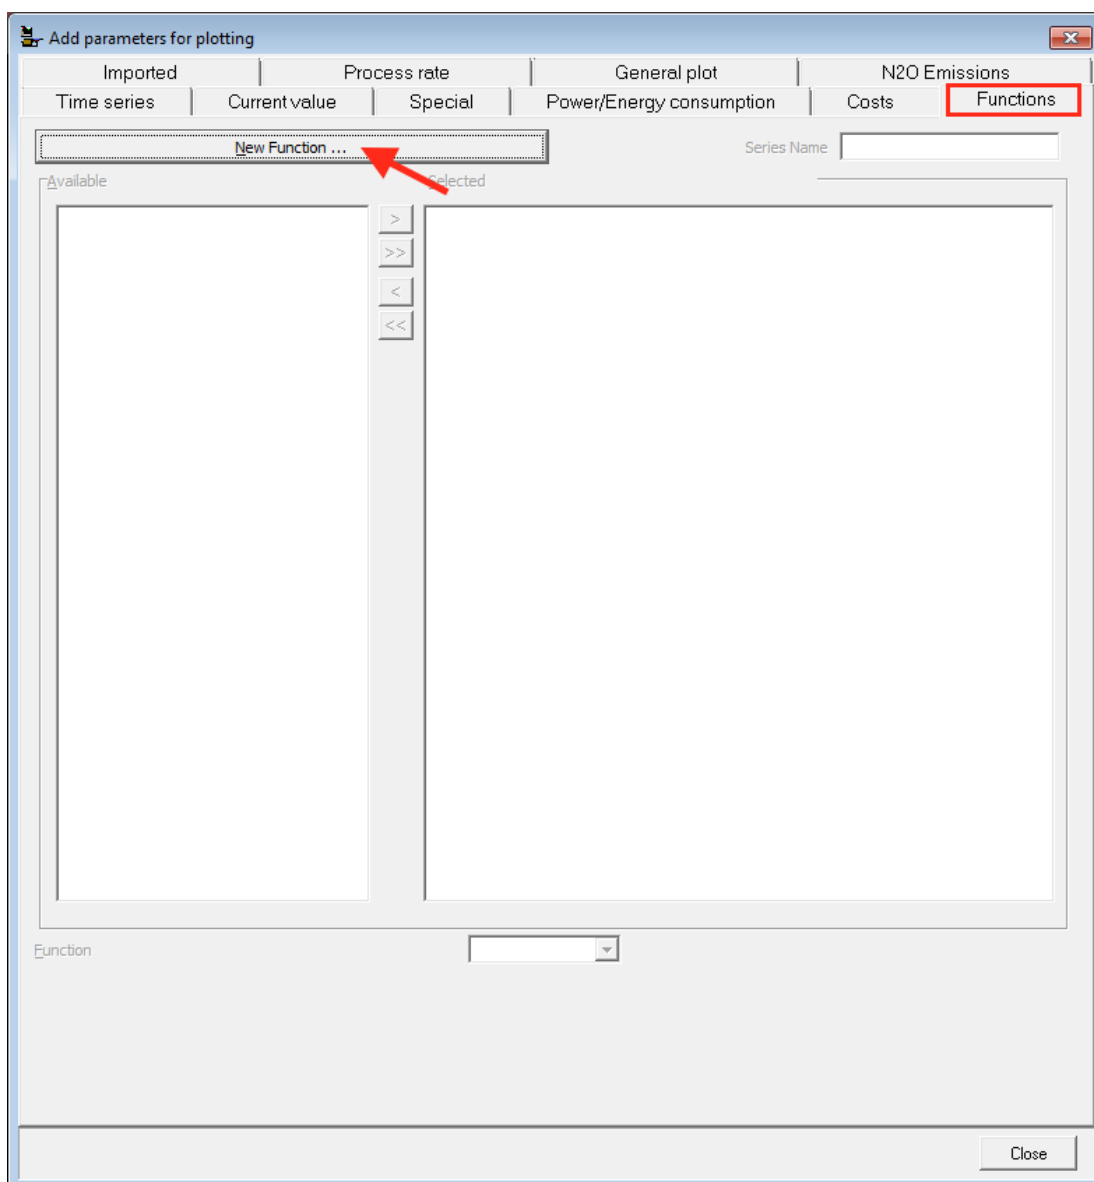 Add parameters for plotting
Imported Process rate General plot N2O Emissions
Time series Current value Special Power/Energy consumption Costs Functions
New Function ... Series Name
Available Selected
>
>>
<
<<
Function
Close